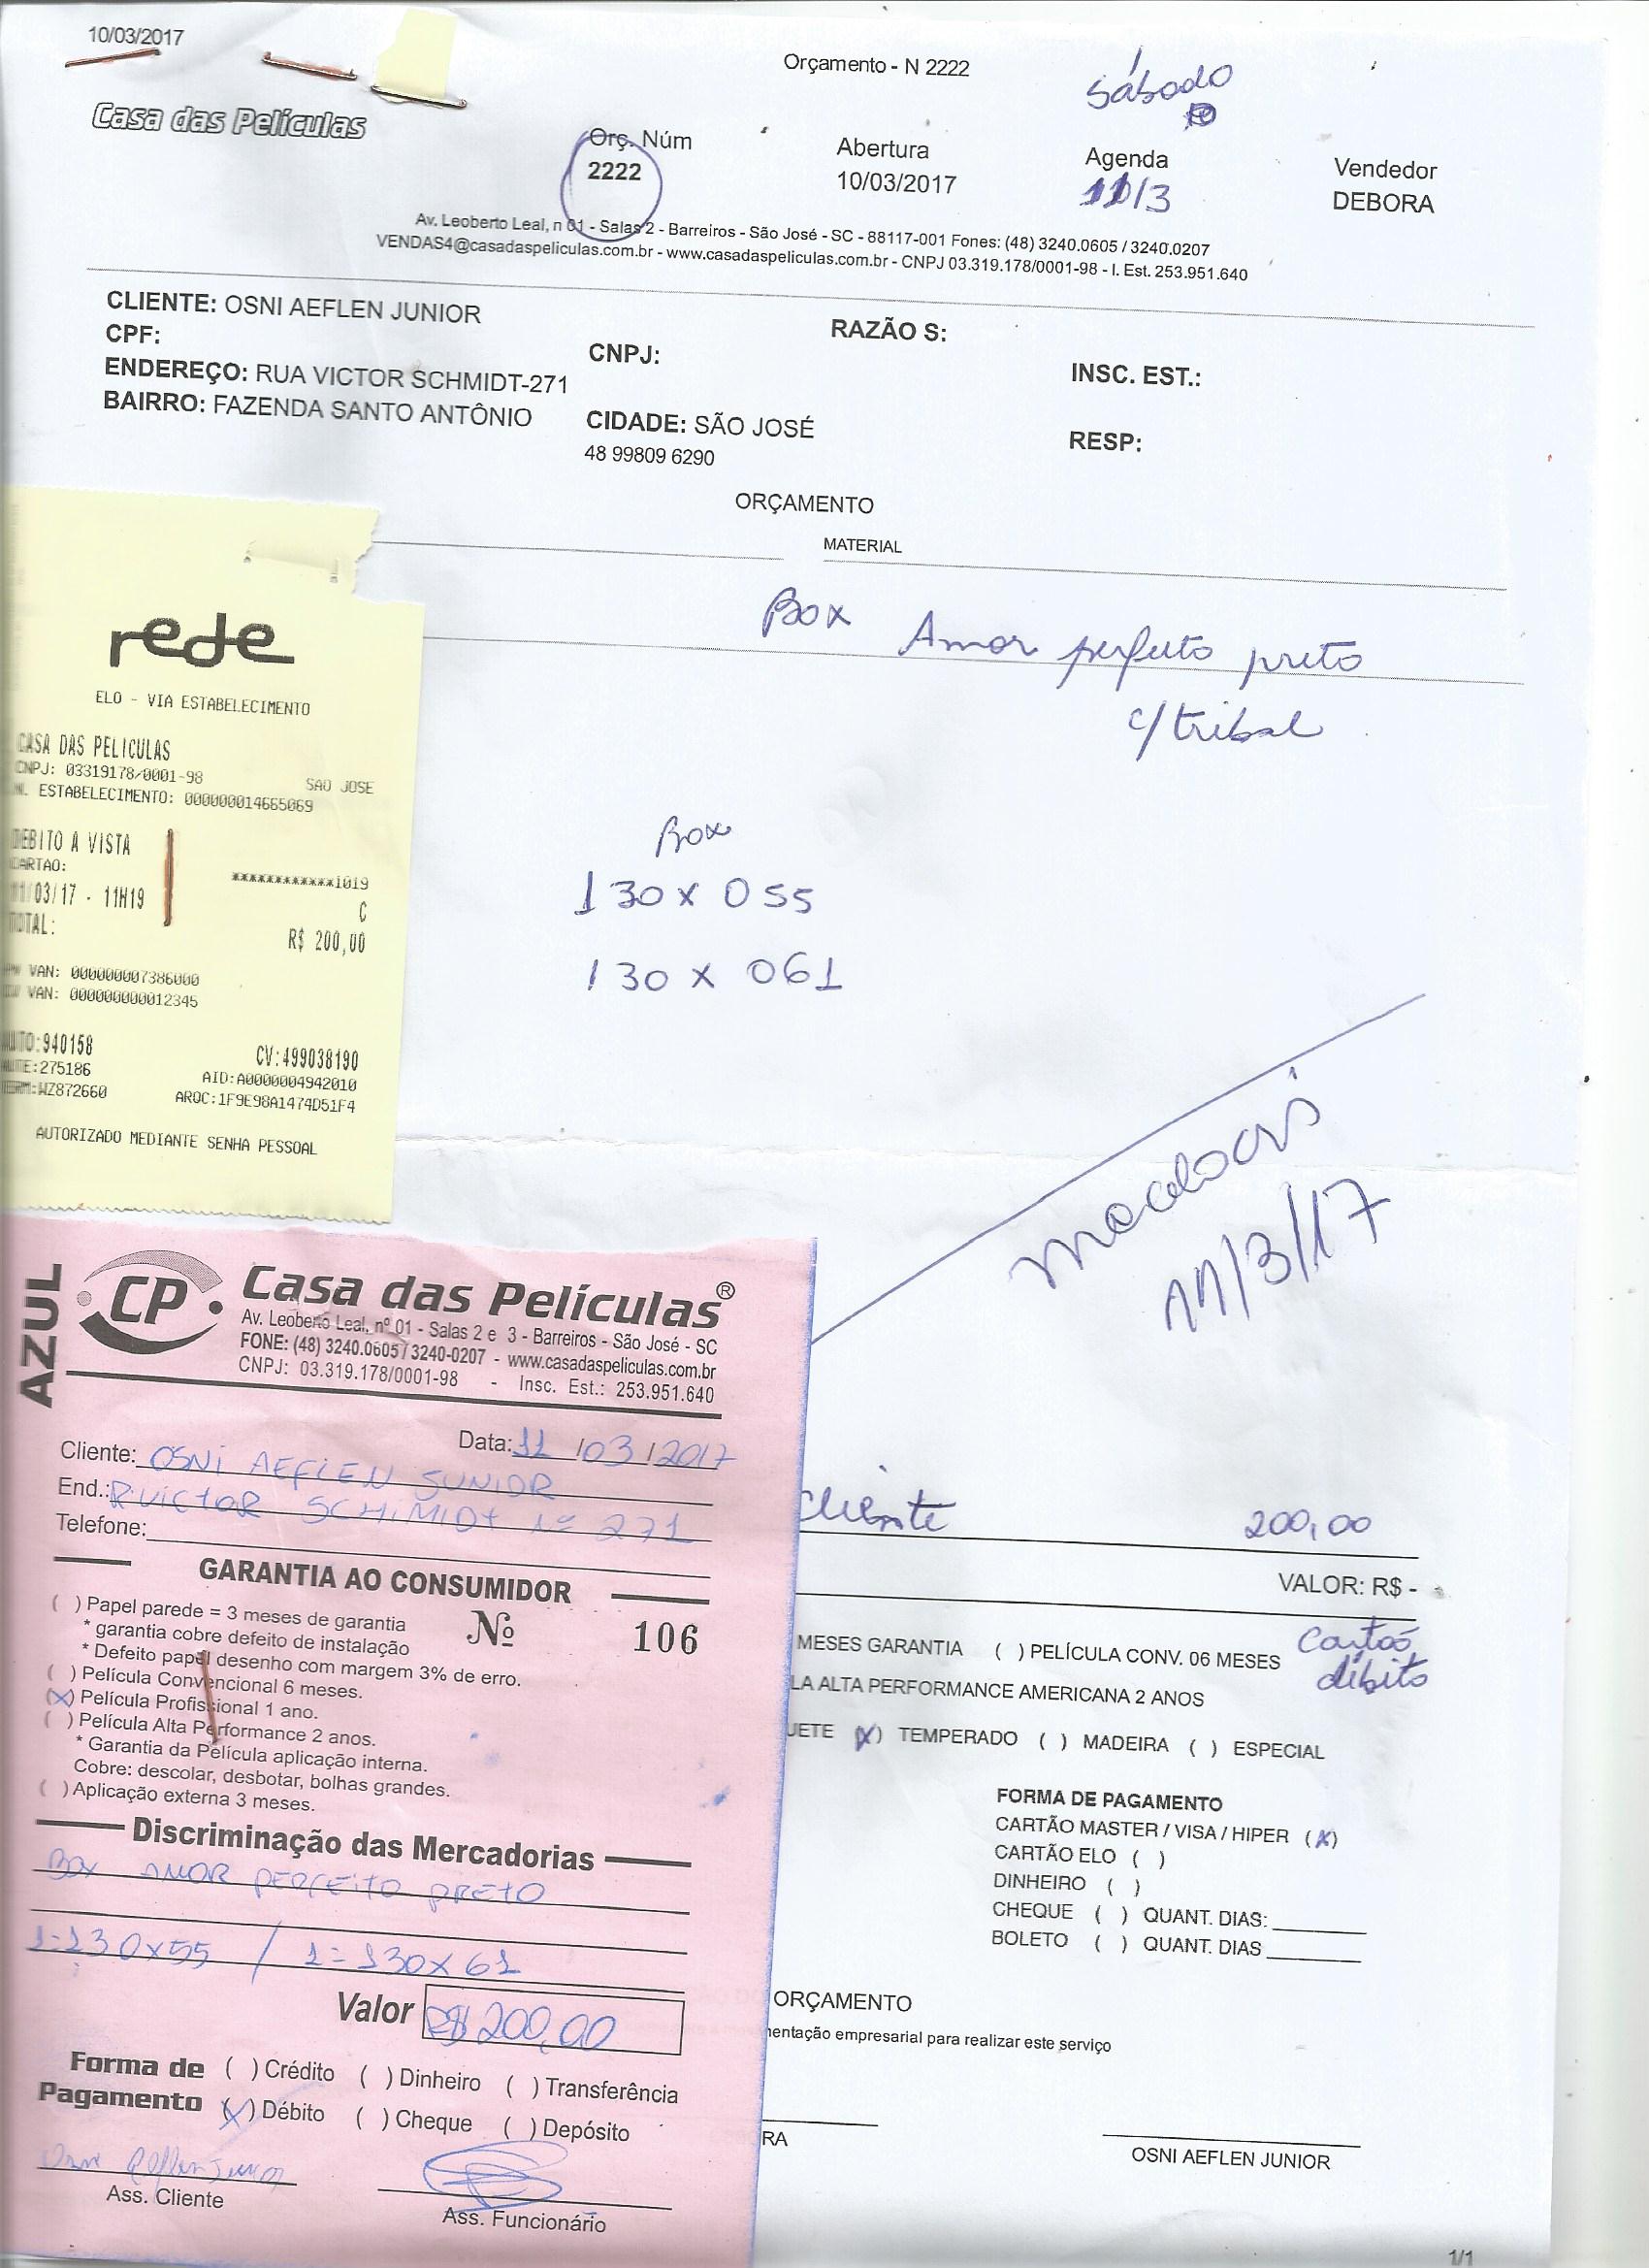 10/03/2017
Orçamento - N 2222
sábado
Casa das Películas
Orç. Núm
2222
Abertura
10/03/2017
Agenda
11/3
Vendedor
DEBORA
Av. Leoberto Leal, n 01 - Salas 2 - Barreiros - São José - SC - 88117-001 Fones: (48) 3240.0605 / 3240.0207
VENDAS4@casadaspeliculas.com.br - www.casadaspeliculas.com.br - CNPJ 03.319.178/0001-98 - I. Est. 253.951.640
CLIENTE: OSNI AEFLEN JUNIOR
RAZÃO S:
CPF:
CNPJ:
INSC. EST.:
ENDEREÇO: RUA VICTOR SCHMIDT-271
BAIRRO: FAZENDA SANTO ANTÔNIO
CIDADE: SÃO JOSÉ
RESP:
48 99809 6290
ORÇAMENTO
MATERIAL
Box Amor perfeito preto
c/ tribal
Box
130 x 055
130 x 061
11/3/17
rede
ELO - VIA ESTABELECIMENTO
CASA DAS PELICULAS
CNPJ: 03319178/0001-98
SAO JOSE
N. ESTABELECIMENTO: 000000014665069
DEBITO A VISTA
CARTAO:
************1019
11/03/17 - 11H19
C
TOTAL:
R$ 200,00
VAN: 000000007386000
VAN: 000000000012345
AUTO:940158
CV:499038190
AUTE:275186
AID:A0000004942010
TERM:WZ872660
ARQC:1F9E98A1474D51F4
AUTORIZADO MEDIANTE SENHA PESSOAL
AZUL
CP
Casa das Películas®
Av. Leoberto Leal, nº 01 - Salas 2 e 3 - Barreiros - São José - SC
FONE: (48) 3240.0605 / 3240-0207 - www.casadaspeliculas.com.br
CNPJ: 03.319.178/0001-98 - Insc. Est.: 253.951.640
Data: 11/03/2017
Cliente: OSNI AEFLEN JUNIOR
End.: R VICTOR SCHIMIDT Nº 271
Telefone:
GARANTIA AO CONSUMIDOR
( ) Papel parede = 3 meses de garantia
* garantia cobre defeito de instalação
Nº 106
* Defeito papel desenho com margem 3% de erro.
( ) Película Convencional 6 meses.
(x) Película Profissional 1 ano.
( ) Película Alta Performance 2 anos.
* Garantia da Película aplicação interna.
Cobre: descolar, desbotar, bolhas grandes.
( ) Aplicação externa 3 meses.
Discriminação das Mercadorias
BOX AMOR PERFEITO PRETO
1=130x55 / 1=130x61
Valor R$ 200,00
Forma de Pagamento
( ) Crédito ( ) Dinheiro ( ) Transferência
(x) Débito ( ) Cheque ( ) Depósito
Osni Aeflen Junior
Ass. Cliente
Ass. Funcionário
cliente
200,00
VALOR: R$ -
cartão
débito
MESES GARANTIA ( ) PELÍCULA CONV. 06 MESES
LA ALTA PERFORMANCE AMERICANA 2 ANOS
UETE (x) TEMPERADO ( ) MADEIRA ( ) ESPECIAL
FORMA DE PAGAMENTO
CARTÃO MASTER / VISA / HIPER (x)
CARTÃO ELO ( )
DINHEIRO ( )
CHEQUE ( ) QUANT. DIAS:
BOLETO ( ) QUANT. DIAS
ORÇAMENTO
entação empresarial para realizar este serviço
RA
OSNI AEFLEN JUNIOR
1/1